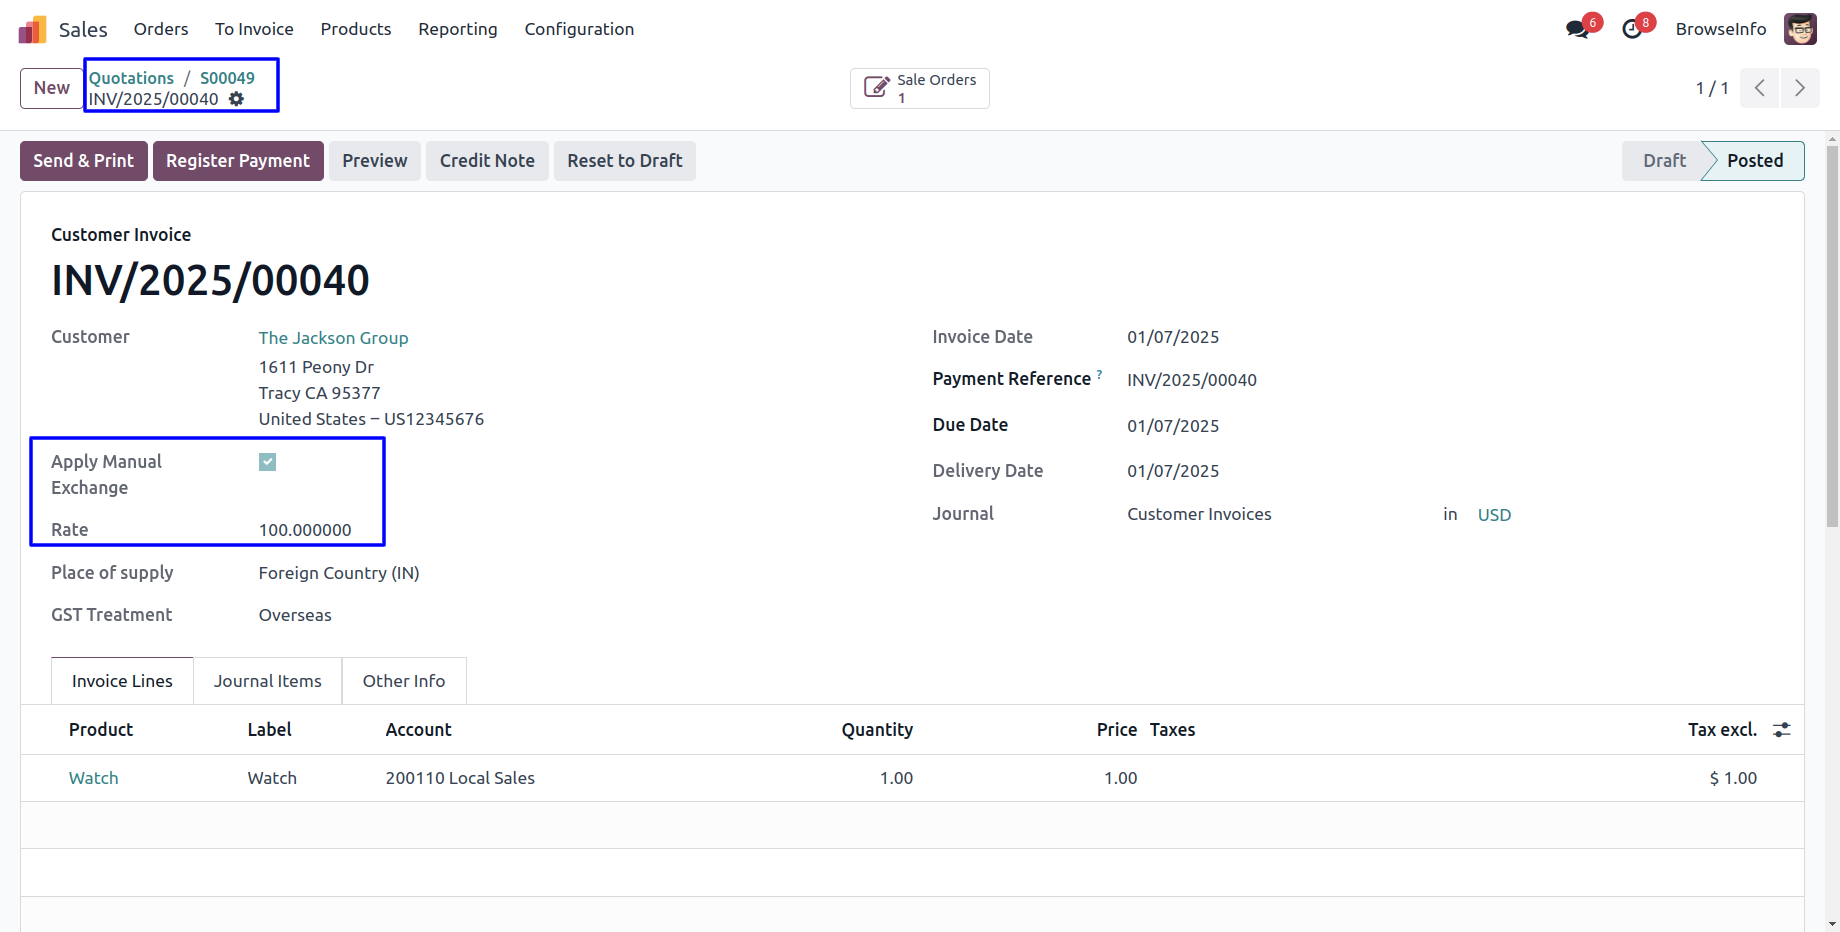 Sales Orders To Invoice Products Reporting Configuration 6 8 BrowseInfo
New Quotations / S00049
INV/2025/00040
Sale Orders
1
1 / 1
Send & Print Register Payment Preview Credit Note Reset to Draft Draft Posted
Customer Invoice
INV/2025/00040
Customer The Jackson Group
1611 Peony Dr
Tracy CA 95377
United States – US12345676
Apply Manual
Exchange
Rate 100.000000
Place of supply Foreign Country (IN)
GST Treatment Overseas
Invoice Date 01/07/2025
Payment Reference ? INV/2025/00040
Due Date 01/07/2025
Delivery Date 01/07/2025
Journal Customer Invoices in USD
Invoice Lines Journal Items Other Info
Product Label Account Quantity Price Taxes Tax excl.
Watch Watch 200110 Local Sales 1.00 1.00 $ 1.00